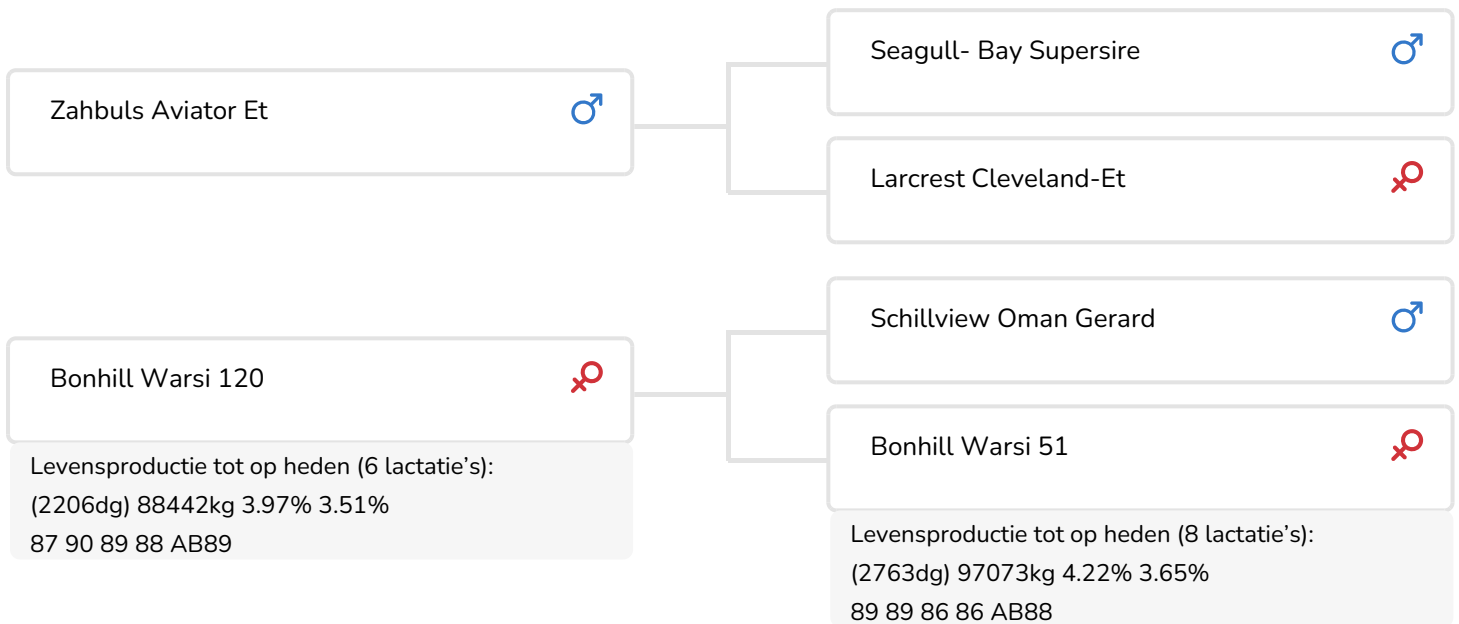 Zahbuls Aviator Et
Seagull- Bay Supersire
Larcrest Cleveland-Et
Bonhill Warsi 120
Levensproductie tot op heden (6 lactatie's):
(2206dg) 88442kg 3.97% 3.51%
87 90 89 88 AB89
Schillview Oman Gerard
Bonhill Warsi 51
Levensproductie tot op heden (8 lactatie's):
(2763dg) 97073kg 4.22% 3.65%
89 89 86 86 AB88